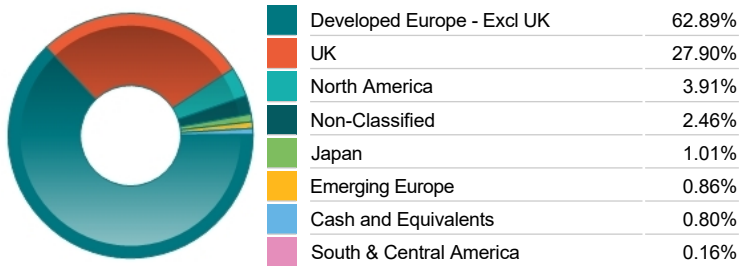 Developed Europe - Excl UK 62.89%
UK 27.90%
North America 3.91%
Non-Classified 2.46%
Japan 1.01%
Emerging Europe 0.86%
Cash and Equivalents 0.80%
South & Central America 0.16%